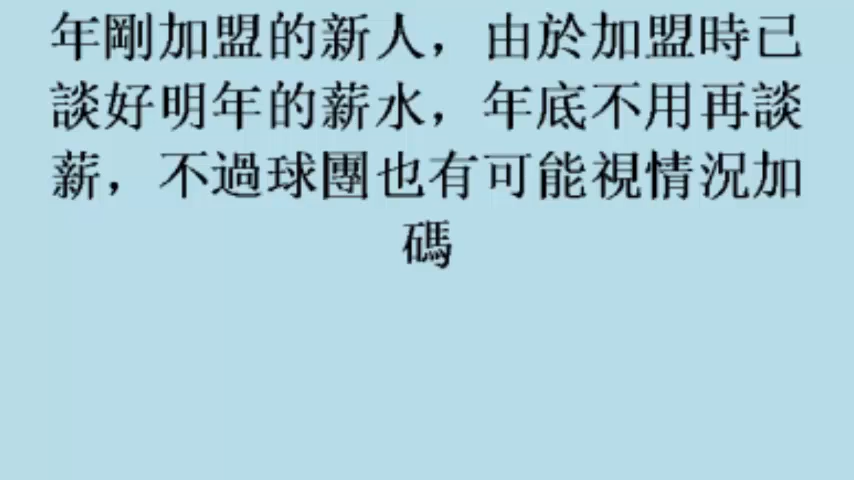 年剛加盟的新人，由於加盟時已
談好明年的薪水，年底不用再談
薪，不過球團也有可能視情況加
碼